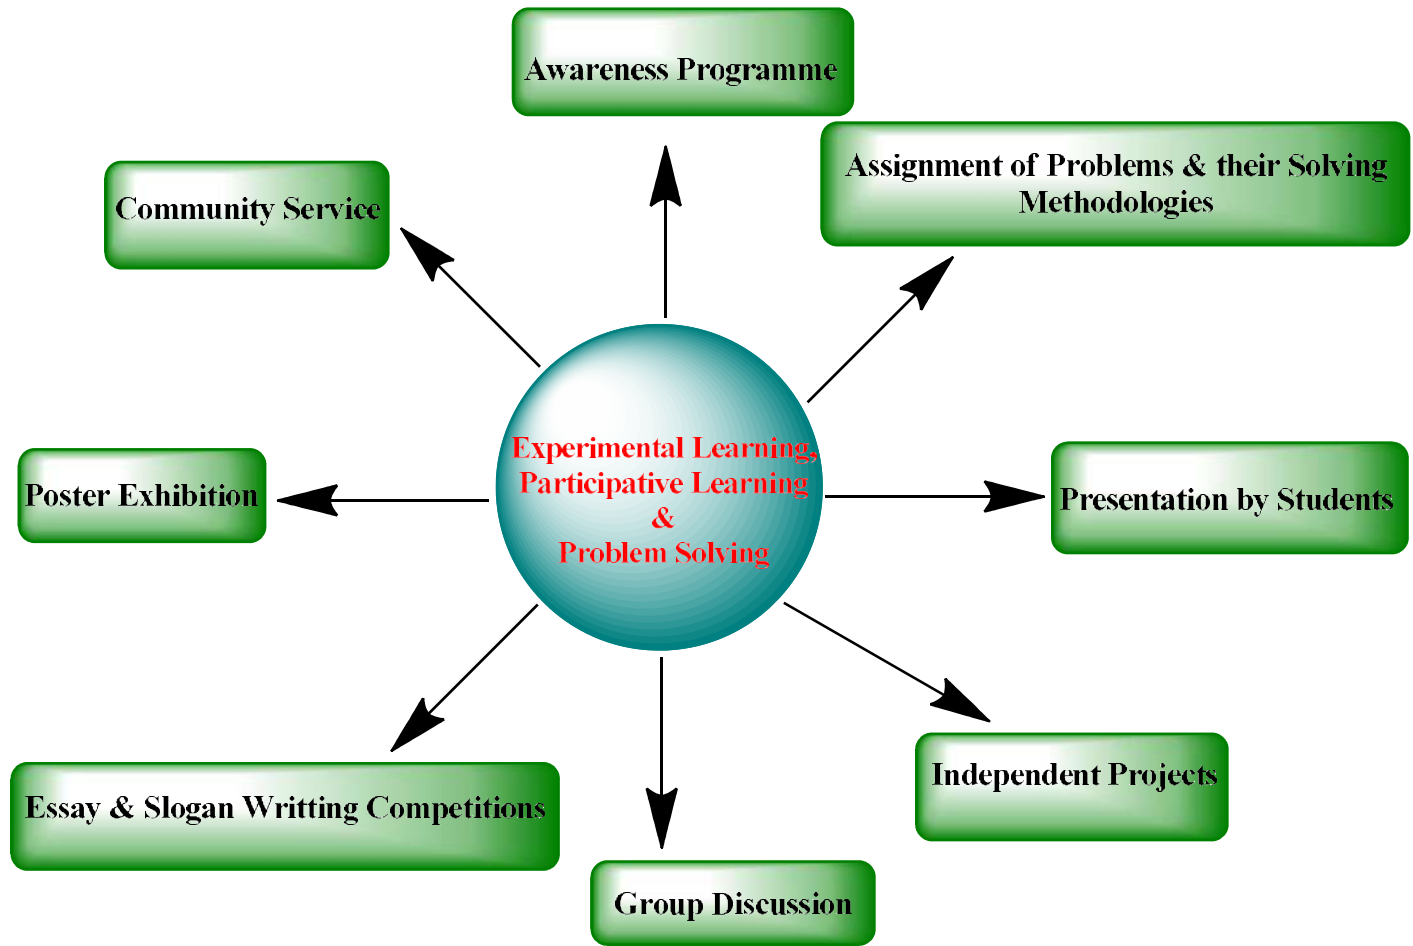 Awareness Programme
Assignment of Problems & their Solving
Methodologies
Community Service
Experimental Learning,
Participative Learning
&
Problem Solving
Poster Exhibition
Presentation by Students
Independent Projects
Essay & Slogan Writting Competitions
Group Discussion